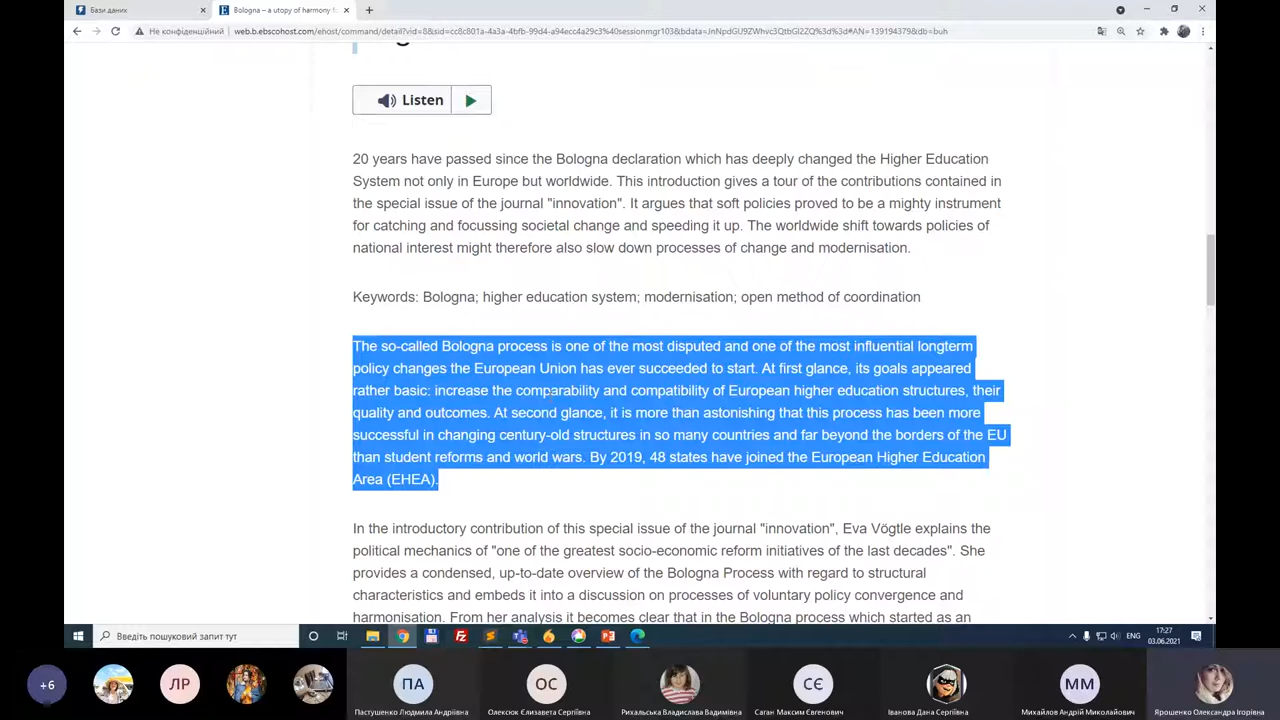 Бази даних
Bologna – a utopy of harmony f
Не конфіденційний
web.b.ebscohost.com/ehost/command/detail?vid=8&sid=cc8c801a-4a3a-4bfb-99d4-a94ecc4a29c3%40sessionmgr103&bdata=JnNpdGU9ZWhvc3QtbGl2ZQ%3d%3d#AN=139194379&db=buh
Listen
20 years have passed since the Bologna declaration which has deeply changed the Higher Education
System not only in Europe but worldwide. This introduction gives a tour of the contributions contained in
the special issue of the journal "innovation". It argues that soft policies proved to be a mighty instrument
for catching and focussing societal change and speeding it up. The worldwide shift towards policies of
national interest might therefore also slow down processes of change and modernisation.
Keywords: Bologna; higher education system; modernisation; open method of coordination
The so-called Bologna process is one of the most disputed and one of the most influential longterm
policy changes the European Union has ever succeeded to start. At first glance, its goals appeared
rather basic: increase the comparability and compatibility of European higher education structures, their
quality and outcomes. At second glance, it is more than astonishing that this process has been more
successful in changing century-old structures in so many countries and far beyond the borders of the EU
than student reforms and world wars. By 2019, 48 states have joined the European Higher Education
Area (EHEA).
In the introductory contribution of this special issue of the journal "innovation", Eva Vögtle explains the
political mechanics of "one of the greatest socio-economic reform initiatives of the last decades". She
provides a condensed, up-to-date overview of the Bologna Process with regard to structural
characteristics and embeds it into a discussion on processes of voluntary policy convergence and
harmonisation. From her analysis it becomes clear that in the Bologna process which started as an
Введіть пошуковий запит тут
ENG
17:27
03.06.2021
+6
ЛР
ПА
ОС
СЄ
ММ
Пастушенко Людмила Андріївна
Олексюк Єлизавета Сергіївна
Рихальська Владислава Вадимівна
Саган Максим Євгенович
Іванова Дана Сергіївна
Михайлов Андрій Миколайович
Ярошенко Олександра Ігорівна